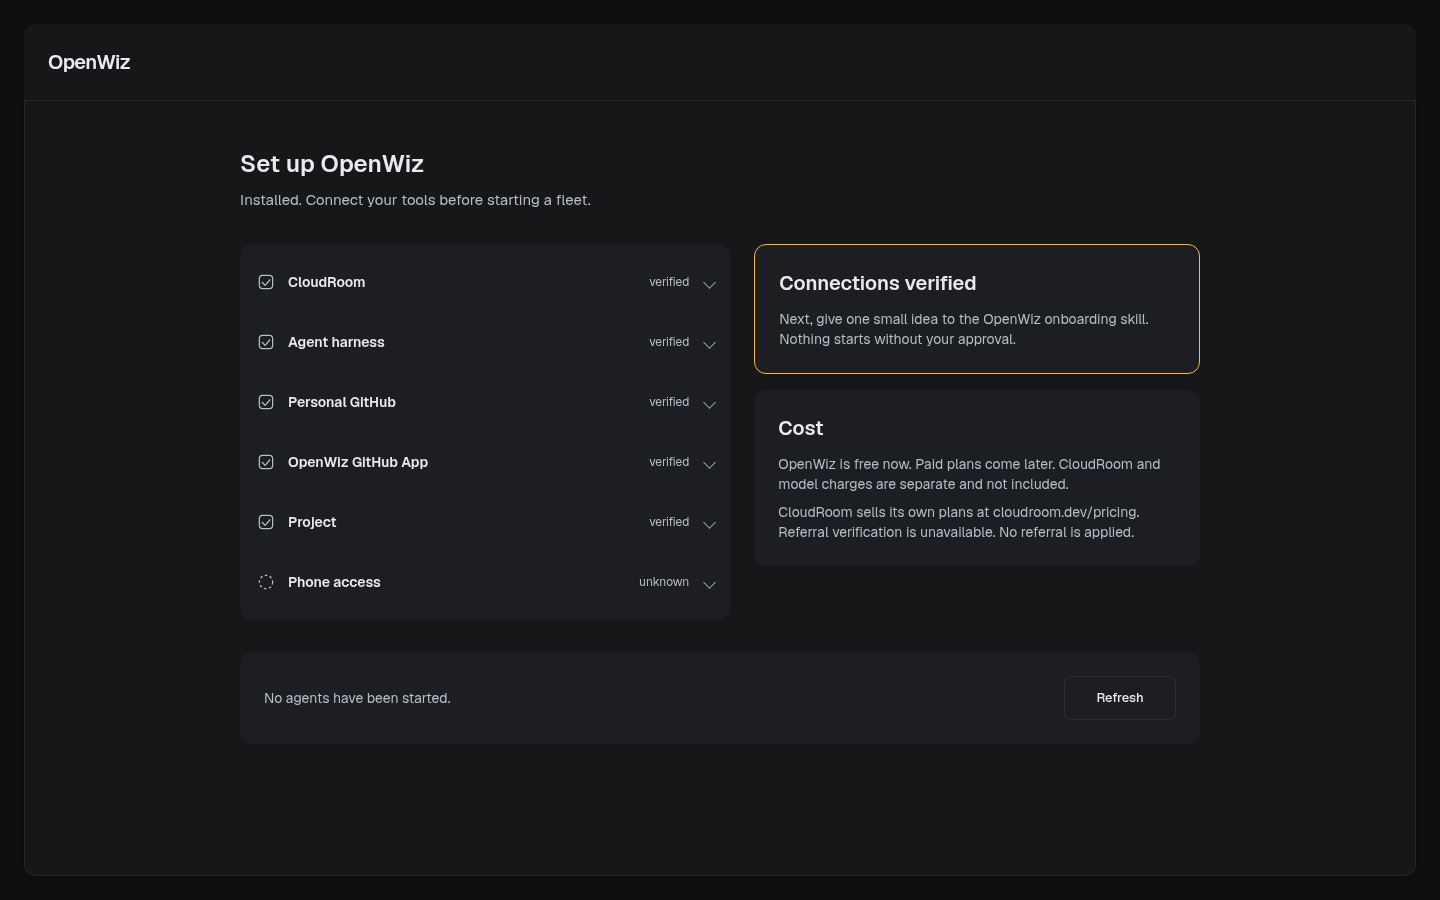 OpenWiz
Set up OpenWiz
Installed. Connect your tools before starting a fleet.
CloudRoom verified
Agent harness verified
Personal GitHub verified
OpenWiz GitHub App verified
Project verified
Phone access unknown
Connections verified
Next, give one small idea to the OpenWiz onboarding skill.
Nothing starts without your approval.
Cost
OpenWiz is free now. Paid plans come later. CloudRoom and
model charges are separate and not included.
CloudRoom sells its own plans at cloudroom.dev/pricing.
Referral verification is unavailable. No referral is applied.
No agents have been started.
Refresh